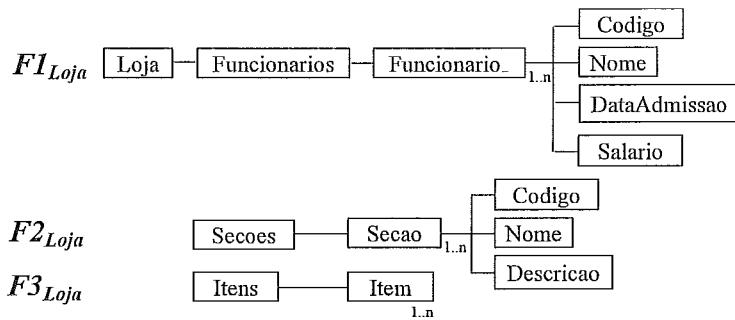 Codigo
F1Loja Loja Funcionarios Funcionario_ Nome
1..n
DataAdmissao
Salario
Codigo
F2Loja Secoes Secao Nome
1..n
Descricao
F3Loja Itens Item
1..n